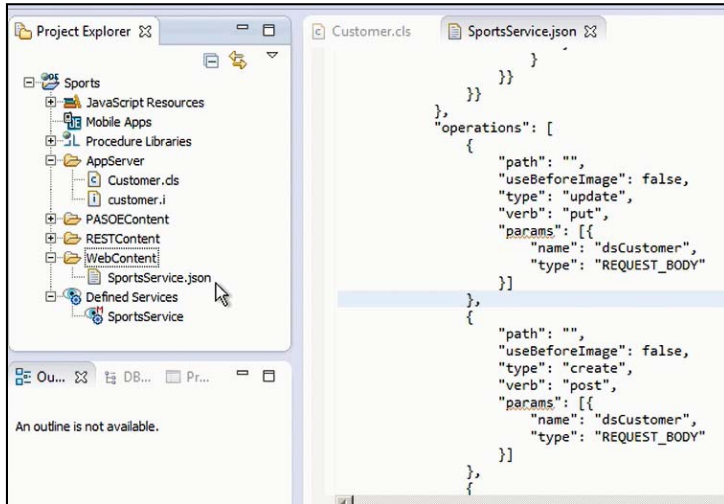 Project Explorer
Sports
JavaScript Resources
Mobile Apps
Procedure Libraries
AppServer
Customer.cls
customer.i
PASOEContent
RESTContent
WebContent
SportsService.json
Defined Services
SportsService
Ou...
DB...
Pr...
An outline is not available.
Customer.cls
SportsService.json
}
}}
}}
},
"operations": [
{
"path": "",
"useBeforeImage": false,
"type": "update",
"verb": "put",
"params": [{
"name": "dsCustomer",
"type": "REQUEST_BODY"
}]
},
{
"path": "",
"useBeforeImage": false,
"type": "create",
"verb": "post",
"params": [{
"name": "dsCustomer",
"type": "REQUEST_BODY"
}]
},
{